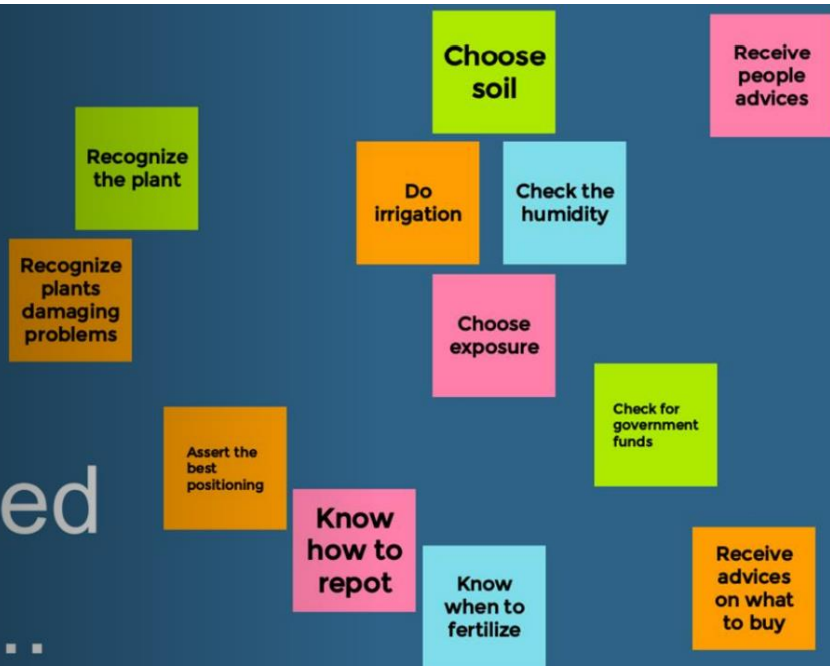 Choose
soil
Receive
people
advices
Recognize
the plant
Do
irrigation
Check the
humidity
Recognize
plants
damaging
problems
Choose
exposure
Check for
government
funds
Assert the
best
positioning
ed
Know
how to
repot
Know
when to
fertilize
Receive
advices
on what
to buy
..